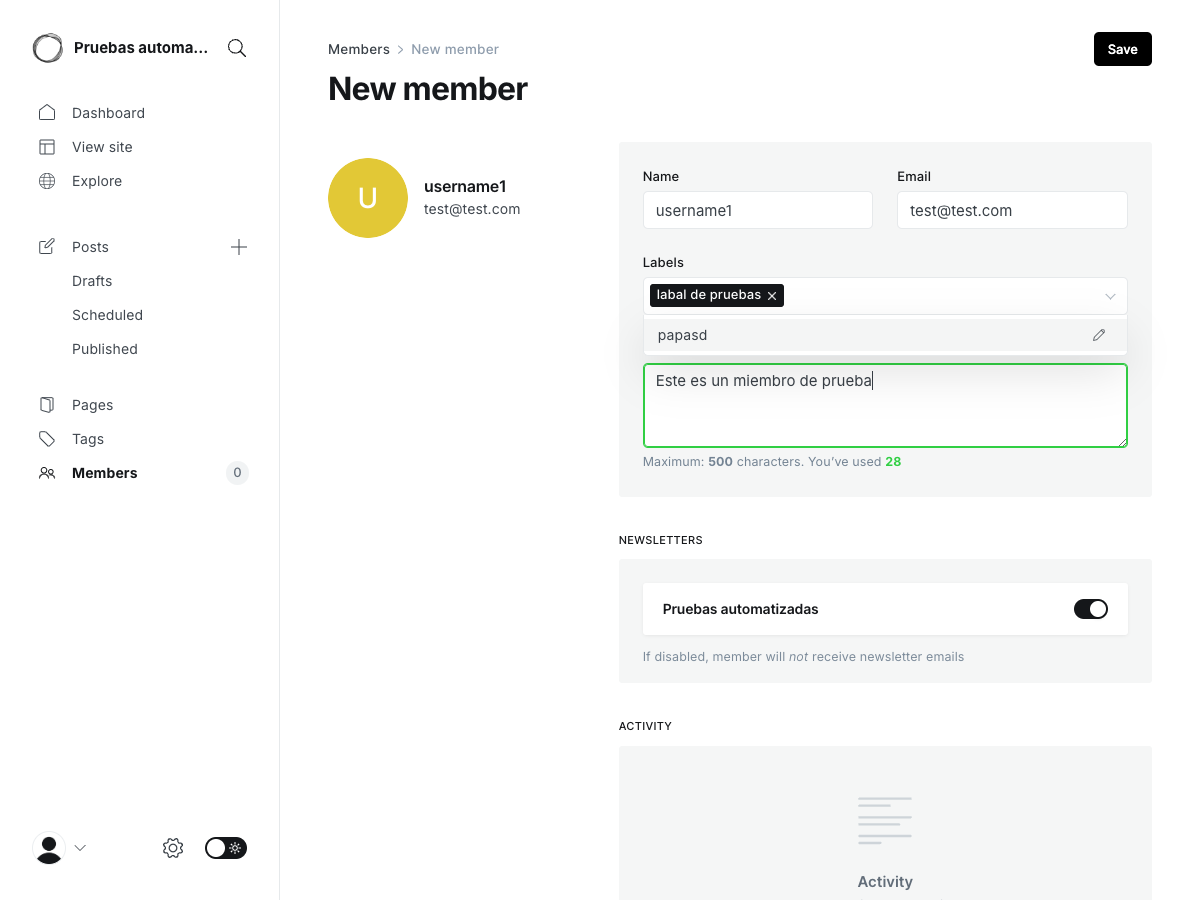 Pruebas automa...
Dashboard
View site
Explore
Posts
Drafts
Scheduled
Published
Pages
Tags
Members
0
Members
New member
Save
New member
U
username1
test@test.com
Name
Email
username1
test@test.com
Labels
labal de pruebas
papasd
Este es un miembro de prueba
Maximum: 500 characters. You've used 28
NEWSLETTERS
Pruebas automatizadas
If disabled, member will not receive newsletter emails
ACTIVITY
Activity